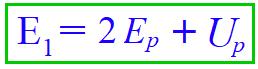 E₁ = 2 Eₚ + Uₚ